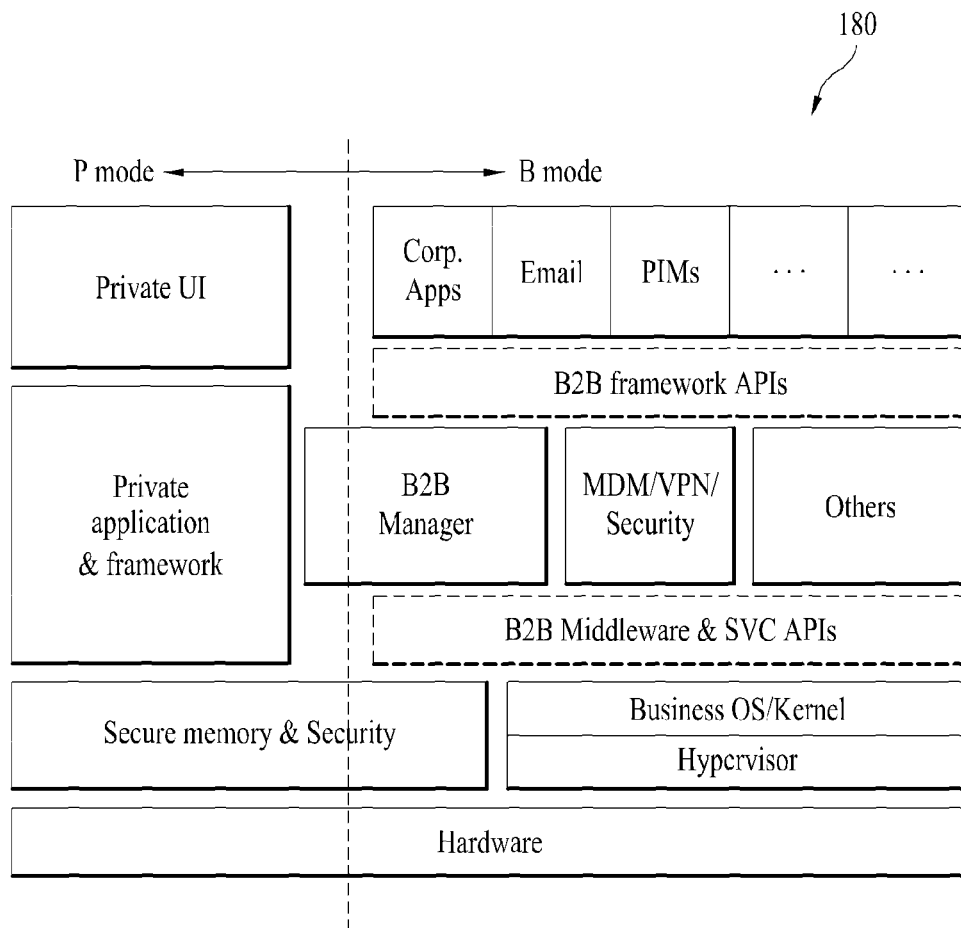 180
P mode
B mode
Private UI
Corp.
Apps
Email
PIMs
...
...
B2B framework APIs
Private
application
& framework
B2B
Manager
MDM/VPN/
Security
Others
B2B Middleware & SVC APIs
Secure memory & Security
Business OS/Kernel
Hypervisor
Hardware